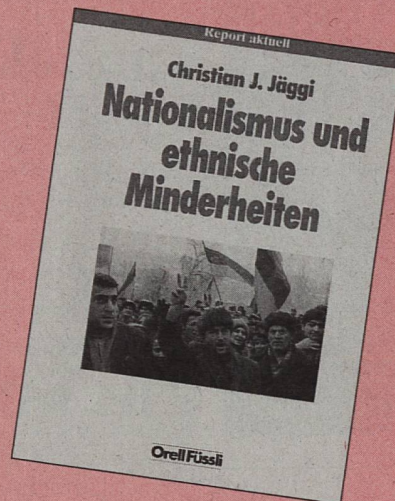 Report aktuell
Christian J. Jäggi
Nationalismus und
ethnische
Minderheiten
Orell Füssli